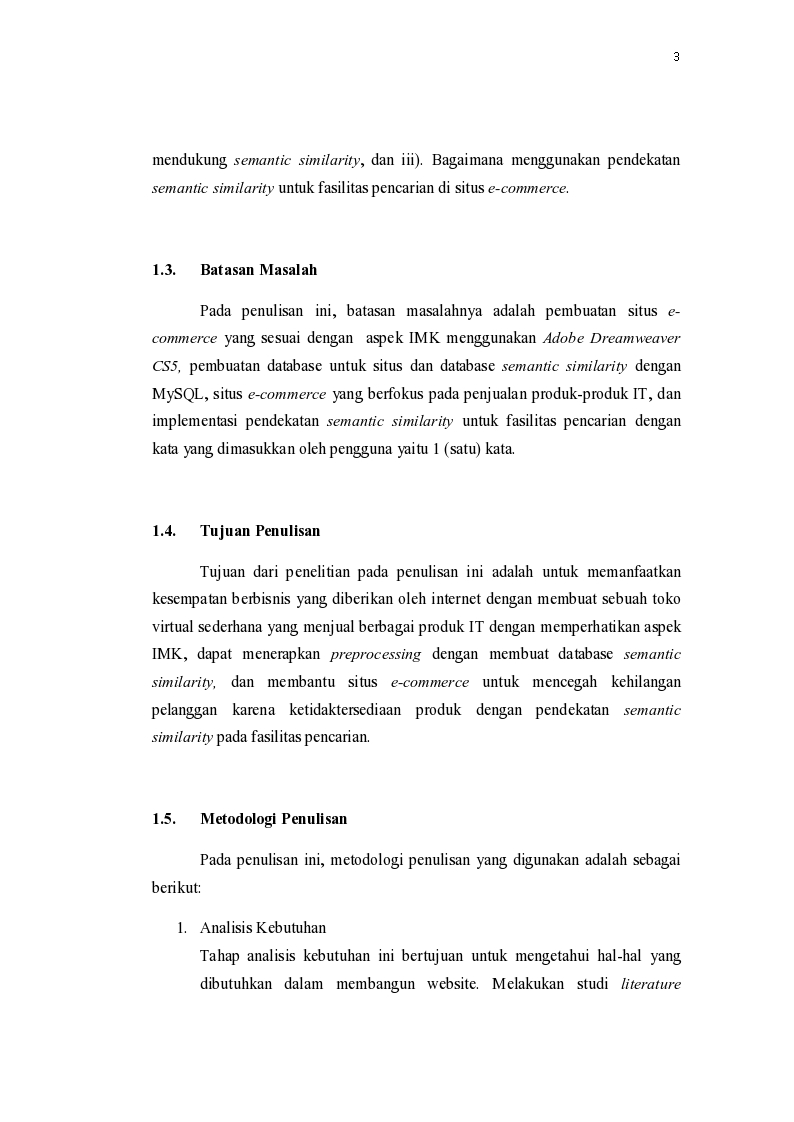 3
mendukung semantic similarity, dan iii). Bagaimana menggunakan pendekatan
semantic similarity untuk fasilitas pencarian di situs e-commerce.
1.3. Batasan Masalah
Pada penulisan ini, batasan masalahnya adalah pembuatan situs e-
commerce yang sesuai dengan aspek IMK menggunakan Adobe Dreamweaver
CS5, pembuatan database untuk situs dan database semantic similarity dengan
MySQL, situs e-commerce yang berfokus pada penjualan produk-produk IT, dan
implementasi pendekatan semantic similarity untuk fasilitas pencarian dengan
kata yang dimasukkan oleh pengguna yaitu 1 (satu) kata.
1.4. Tujuan Penulisan
Tujuan dari penelitian pada penulisan ini adalah untuk memanfaatkan
kesempatan berbisnis yang diberikan oleh internet dengan membuat sebuah toko
virtual sederhana yang menjual berbagai produk IT dengan memperhatikan aspek
IMK, dapat menerapkan preprocessing dengan membuat database semantic
similarity, dan membantu situs e-commerce untuk mencegah kehilangan
pelanggan karena ketidaktersediaan produk dengan pendekatan semantic
similarity pada fasilitas pencarian.
1.5. Metodologi Penulisan
Pada penulisan ini, metodologi penulisan yang digunakan adalah sebagai
berikut:
1. Analisis Kebutuhan
Tahap analisis kebutuhan ini bertujuan untuk mengetahui hal-hal yang
dibutuhkan dalam membangun website. Melakukan studi literature